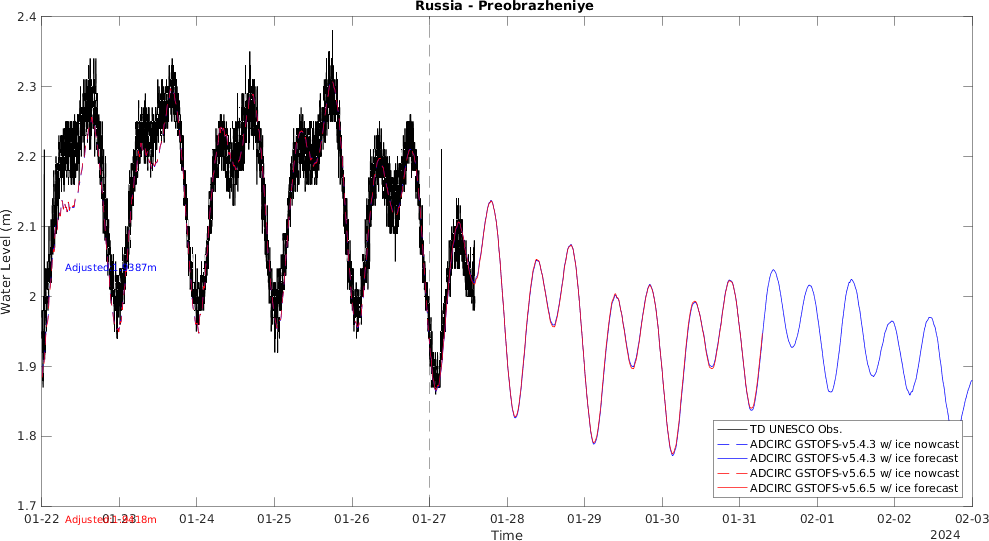 Russia - Preobrazheniye
2.4
2.3
2.2
2.1
2
1.9
1.8
1.7
Water Level (m)
TD UNESCO Obs.
ADCIRC GSTOFS-v5.4.3 w/ ice nowcast
ADCIRC GSTOFS-v5.4.3 w/ ice forecast
ADCIRC GSTOFS-v5.6.5 w/ ice nowcast
ADCIRC GSTOFS-v5.6.5 w/ ice forecast
01-22 01-23 01-24 01-25 01-26 01-27 01-28 01-29 01-30 01-31 02-01 02-02 02-03
Time
2024